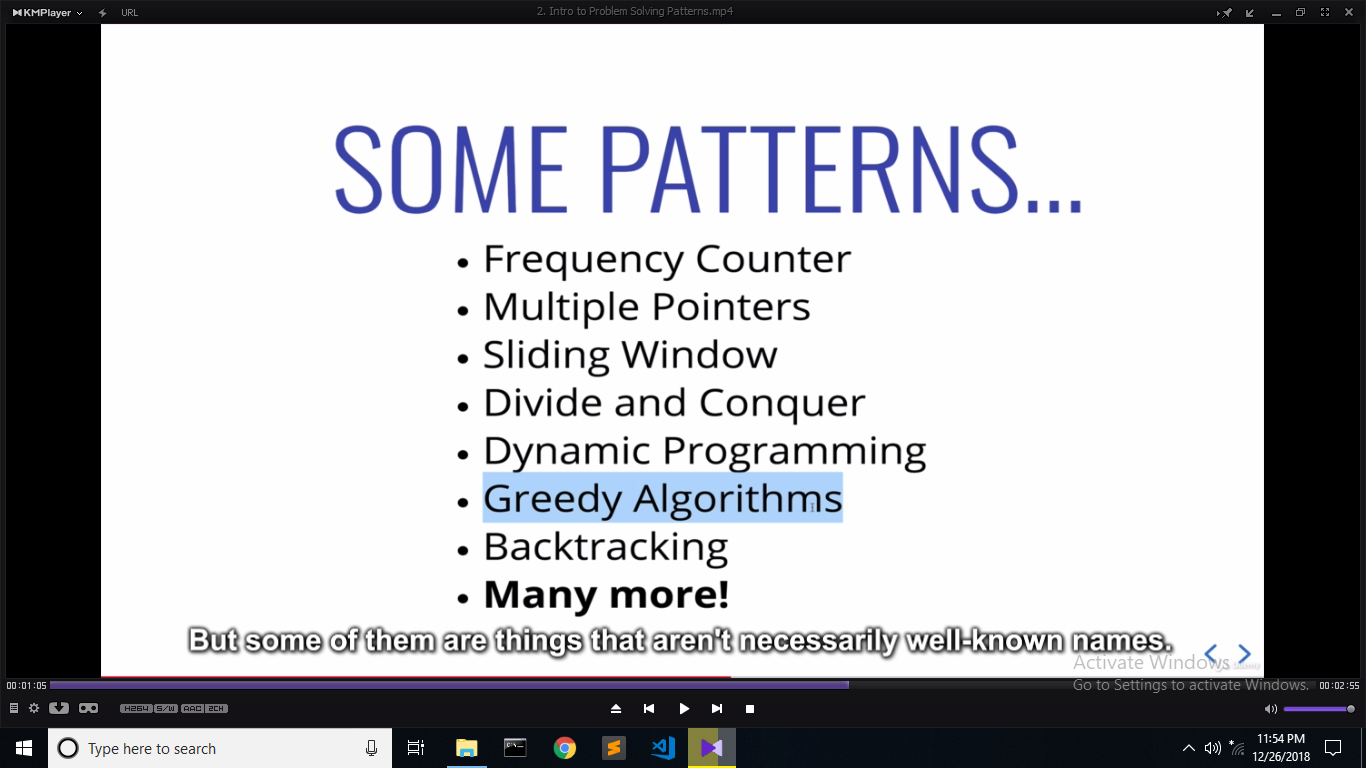 KMPlayer
URL
2. Intro to Problem Solving Patterns.mp4
SOME PATTERNS...
• Frequency Counter
• Multiple Pointers
• Sliding Window
• Divide and Conquer
• Dynamic Programming
• Greedy Algorithms
• Backtracking
• Many more!
But some of them are things that aren't necessarily well-known names.
Activate Windows
Go to Settings to activate Windows.
00:01:05
00:02:55
H264 S/W AAC 2CH
Type here to search
11:54 PM
12/26/2018